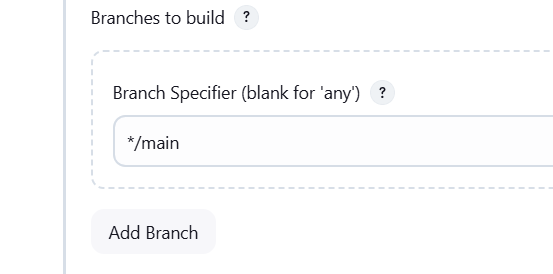 Branches to build ?
Branch Specifier (blank for 'any') ?
*/main
Add Branch